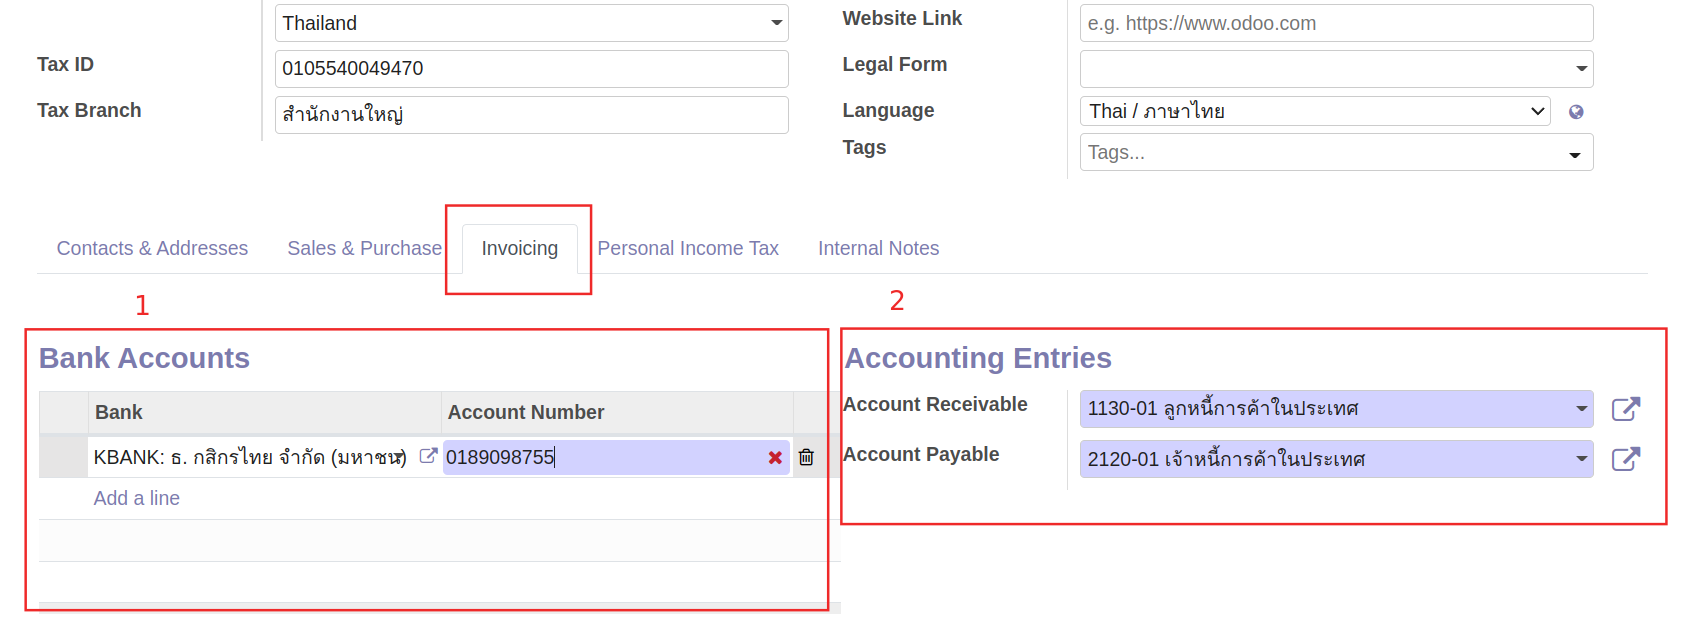 Thailand
Tax ID
0105540049470
Tax Branch
สำนักงานใหญ่
Website Link
e.g. https://www.odoo.com
Legal Form
Language
Thai / ภาษาไทย
Tags
Tags...
Contacts & Addresses
Sales & Purchase
Invoicing
Personal Income Tax
Internal Notes
1
Bank Accounts
Bank
Account Number
KBANK: ธ. กสิกรไทย จำกัด (มหาชน)
0189098755
Add a line
2
Accounting Entries
Account Receivable
1130-01 ลูกหนี้การค้าในประเทศ
Account Payable
2120-01 เจ้าหนี้การค้าในประเทศ